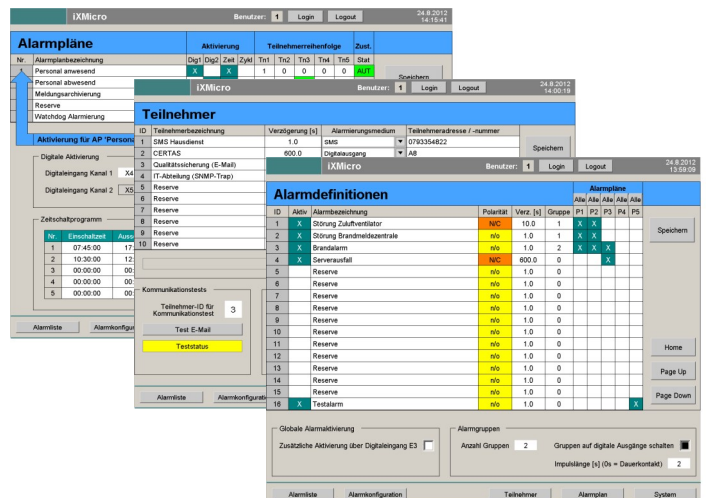 iXMicro Benutzer: 1 Login Logout 24.8.2012
14:15:41
Alarmpläne
Aktivierung Teilnehmerreihenfolge Zust.
Nr. Alarmplanbezeichnung Dig1 Dig2 Zeit Zykl Tn1 Tn2 Tn3 Tn4 Tn5 Stat
1 Personal anwesend X X 1 0 0 0 0 AUT
Personal abwesend
Meldungsarchivierung
Reserve
Watchdog Alarmierung
Speichern
Aktivierung für AP 'Persona
Digitale Aktivierung
Digitaleingang Kanal 1 X4
Digitaleingang Kanal 2 X5
Zeitschaltprogramm
Nr. Einschaltzeit Auss
1 07:45:00 17:
2 10:30:00 12:
3 00:00:00 00:
4 00:00:00 00:
5 00:00:00 00:
Alarmliste Alarmkonfigur
iXMicro Benutzer: 1 Login Logout 24.8.2012
14:00:19
Teilnehmer
ID Teilnehmerbezeichnung Verzögerung [s] Alarmierungsmedium Teilnehmeradresse / -nummer
1 SMS Hausdienst 1.0 SMS 0793354822
2 CERTAS 600.0 Digitalausgang A8
3 Qualitätssicherung (E-Mail)
4 IT-Abteilung (SNMP-Trap)
5 Reserve
6 Reserve
7 Reserve
8 Reserve
9 Reserve
10 Reserve
Speichern
Kommunikationstests
Teilnehmer-ID für
Kommunikationstest 3
Test E-Mail
Teststatus
Alarmliste Alarmkonfigurati
iXMicro Benutzer: 1 Login Logout 24.8.2012
13:59:09
Alarmdefinitionen
Alarmpläne
Alle Alle Alle Alle Alle
ID Aktiv Alarmbezeichnung Polarität Verz. [s] Gruppe P1 P2 P3 P4 P5
1 X Störung Zuluftventilator N/C 10.0 1 X X
2 X Störung Brandmeldezentrale n/o 1.0 1 X X
3 X Brandalarm n/o 1.0 2 X X X
4 X Serverausfall N/C 600.0 0 X
5 Reserve n/o 1.0 0
6 Reserve n/o 1.0 0
7 Reserve n/o 1.0 0
8 Reserve n/o 1.0 0
9 Reserve n/o 1.0 0
10 Reserve n/o 1.0 0
11 Reserve n/o 1.0 0
12 Reserve n/o 1.0 0
13 Reserve n/o 1.0 0
14 Reserve n/o 1.0 0
15 Reserve n/o 1.0 0
16 X Testalarm n/o 1.0 0 X
Speichern
Home
Page Up
Page Down
Globale Alarmaktivierung
Zusätzliche Aktivierung über Digitaleingang E3
Alarmgruppen
Anzahl Gruppen 2 Gruppen auf digitale Ausgänge schalten
Impulslänge [s] (0s = Dauerkontakt) 2
Alarmliste Alarmkonfiguration Teilnehmer Alarmplan System